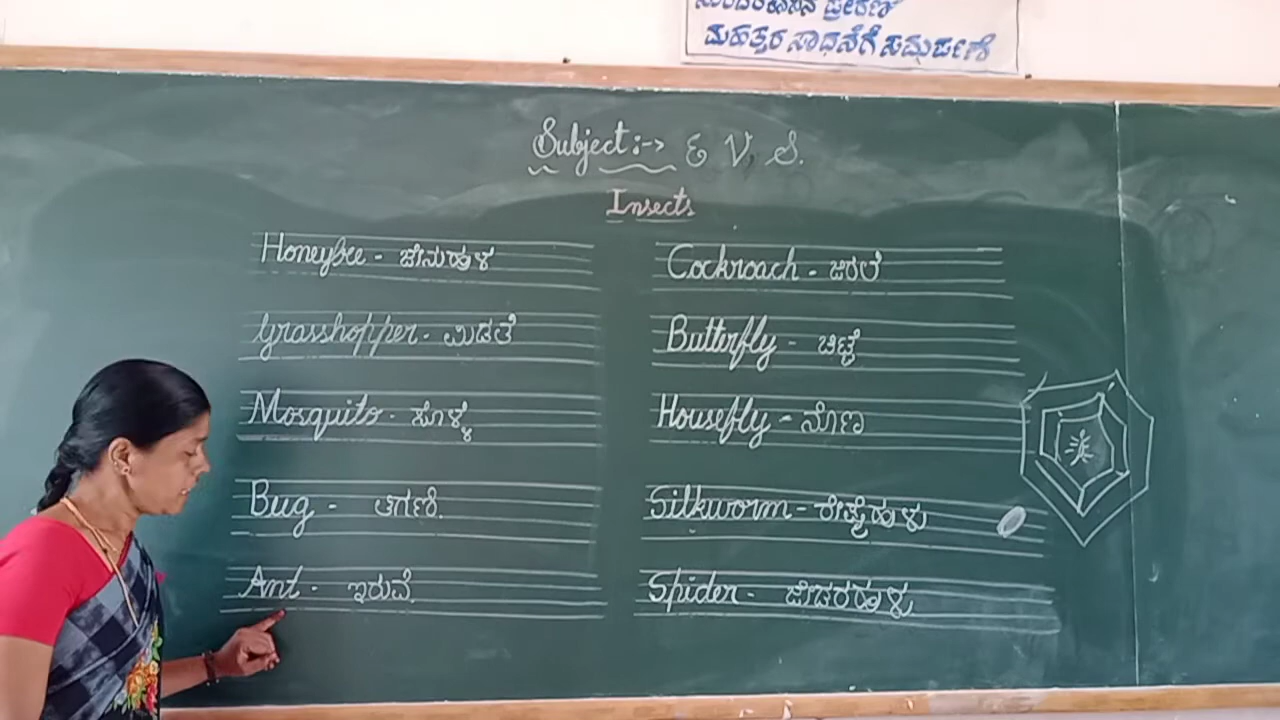 ಮಹತ್ತರ ಸಾಧನೆಗೆ ಸಮರ್ಪಣೆ
Subject :-> E V S.
Insects
Honeybee - ಜೇನುಹುಳ
Grasshopper - ಮಿಡತೆ
Mosquito - ಸೊಳ್ಳೆ
Bug - ತಿಗಣೆ.
Ant - ಇರುವೆ.
Cockroach - ಜಿರಲೆ
Butterfly - ಚಿಟ್ಟೆ
Housefly - ನೊಣ
Silkworm - ರೇಷ್ಮೆಹುಳು
Spider - ಜೇಡರಹುಳು